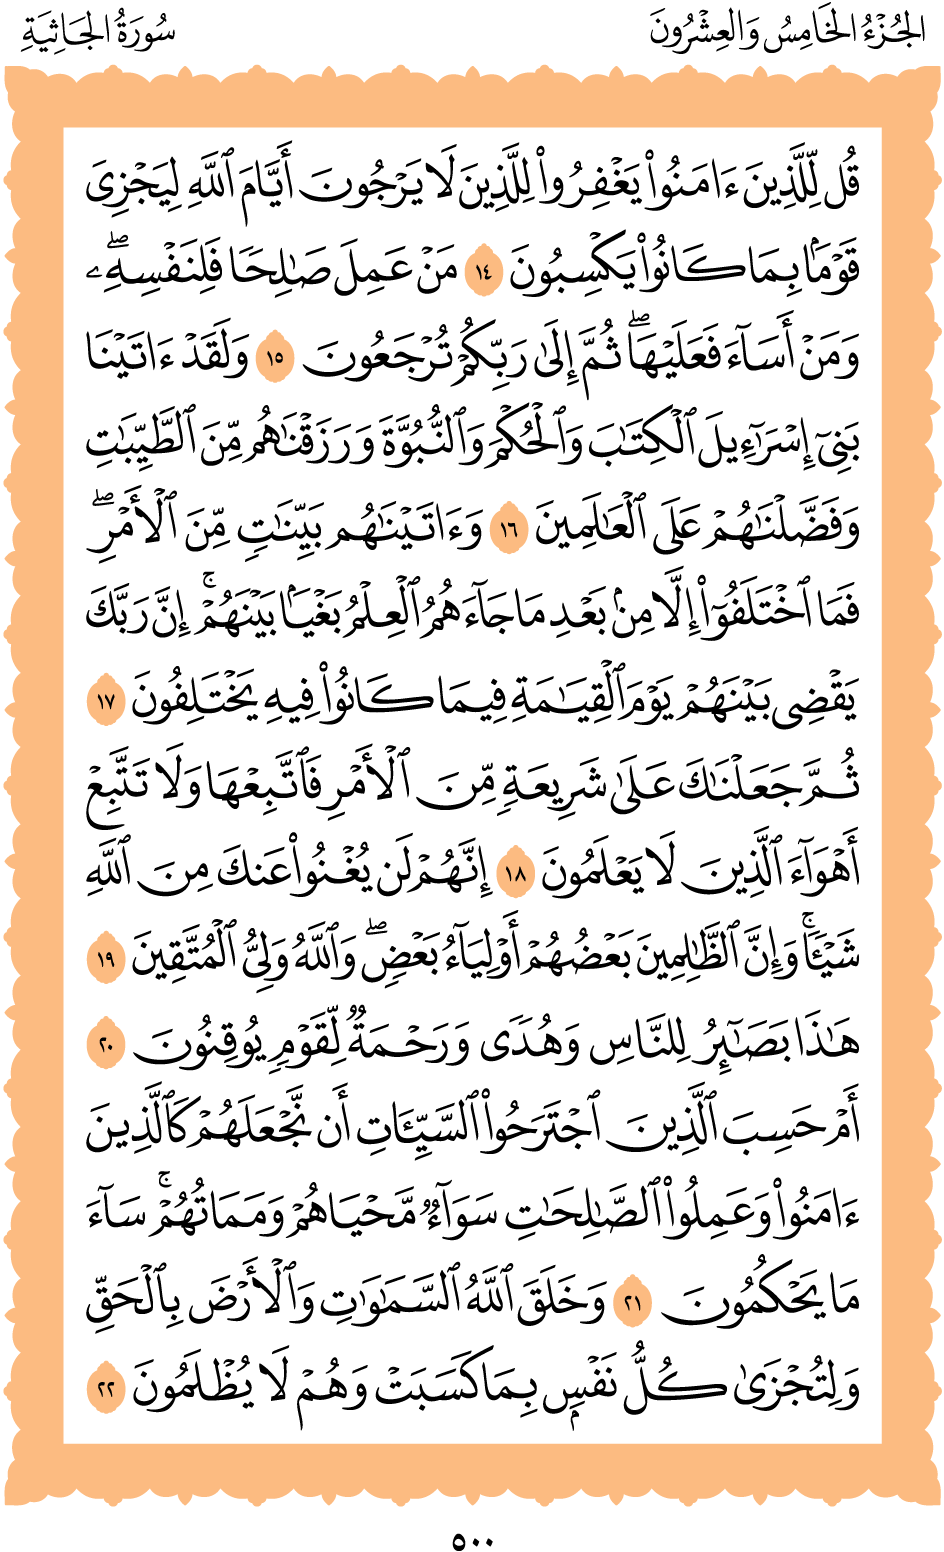 الجُزْءُ الخَامِسُ وَالعِشْرُونَ
سُورَةُ الجَاثِيَةِ
قُل لِّلَّذِينَ ءَامَنُوا۟ يَغْفِرُوا۟ لِلَّذِينَ لَا يَرْجُونَ أَيَّامَ ٱللَّهِ لِيَجْزِىَ
قَوْمًۢا بِمَا كَانُوا۟ يَكْسِبُونَ ١٤ مَنْ عَمِلَ صَـٰلِحًا فَلِنَفْسِهِۦ ۖ
وَمَنْ أَسَآءَ فَعَلَيْهَا ۖ ثُمَّ إِلَىٰ رَبِّكُمْ تُرْجَعُونَ ١٥ وَلَقَدْ ءَاتَيْنَا
بَنِىٓ إِسْرَٰٓءِيلَ ٱلْكِتَـٰبَ وَٱلْحُكْمَ وَٱلنُّبُوَّةَ وَرَزَقْنَـٰهُم مِّنَ ٱلطَّيِّبَـٰتِ
وَفَضَّلْنَـٰهُمْ عَلَى ٱلْعَـٰلَمِينَ ١٦ وَءَاتَيْنَـٰهُم بَيِّنَـٰتٍ مِّنَ ٱلْأَمْرِ ۖ
فَمَا ٱخْتَلَفُوٓا۟ إِلَّا مِنۢ بَعْدِ مَا جَآءَهُمُ ٱلْعِلْمُ بَغْيًۢا بَيْنَهُمْ ۚ إِنَّ رَبَّكَ
يَقْضِى بَيْنَهُمْ يَوْمَ ٱلْقِيَـٰمَةِ فِيمَا كَانُوا۟ فِيهِ يَخْتَلِفُونَ ١٧
ثُمَّ جَعَلْنَـٰكَ عَلَىٰ شَرِيعَةٍ مِّنَ ٱلْأَمْرِ فَٱتَّبِعْهَا وَلَا تَتَّبِعْ
أَهْوَآءَ ٱلَّذِينَ لَا يَعْلَمُونَ ١٨ إِنَّهُمْ لَن يُغْنُوا۟ عَنكَ مِنَ ٱللَّهِ
شَيْـًٔا ۚ وَإِنَّ ٱلظَّـٰلِمِينَ بَعْضُهُمْ أَوْلِيَآءُ بَعْضٍ ۖ وَٱللَّهُ وَلِىُّ ٱلْمُتَّقِينَ ١٩
هَـٰذَا بَصَـٰٓئِرُ لِلنَّاسِ وَهُدًى وَرَحْمَةٌ لِّقَوْمٍ يُوقِنُونَ ٢٠
أَمْ حَسِبَ ٱلَّذِينَ ٱجْتَرَحُوا۟ ٱلسَّيِّـَٔاتِ أَن نَّجْعَلَهُمْ كَٱلَّذِينَ
ءَامَنُوا۟ وَعَمِلُوا۟ ٱلصَّـٰلِحَـٰتِ سَوَآءٌ مَّحْيَاهُمْ وَمَمَاتُهُمْ ۚ سَآءَ
مَا يَحْكُمُونَ ٢١ وَخَلَقَ ٱللَّهُ ٱلسَّمَـٰوَٰتِ وَٱلْأَرْضَ بِٱلْحَقِّ
وَلِتُجْزَىٰ كُلُّ نَفْسٍۭ بِمَا كَسَبَتْ وَهُمْ لَا يُظْلَمُونَ ٢٢
٥٠٠